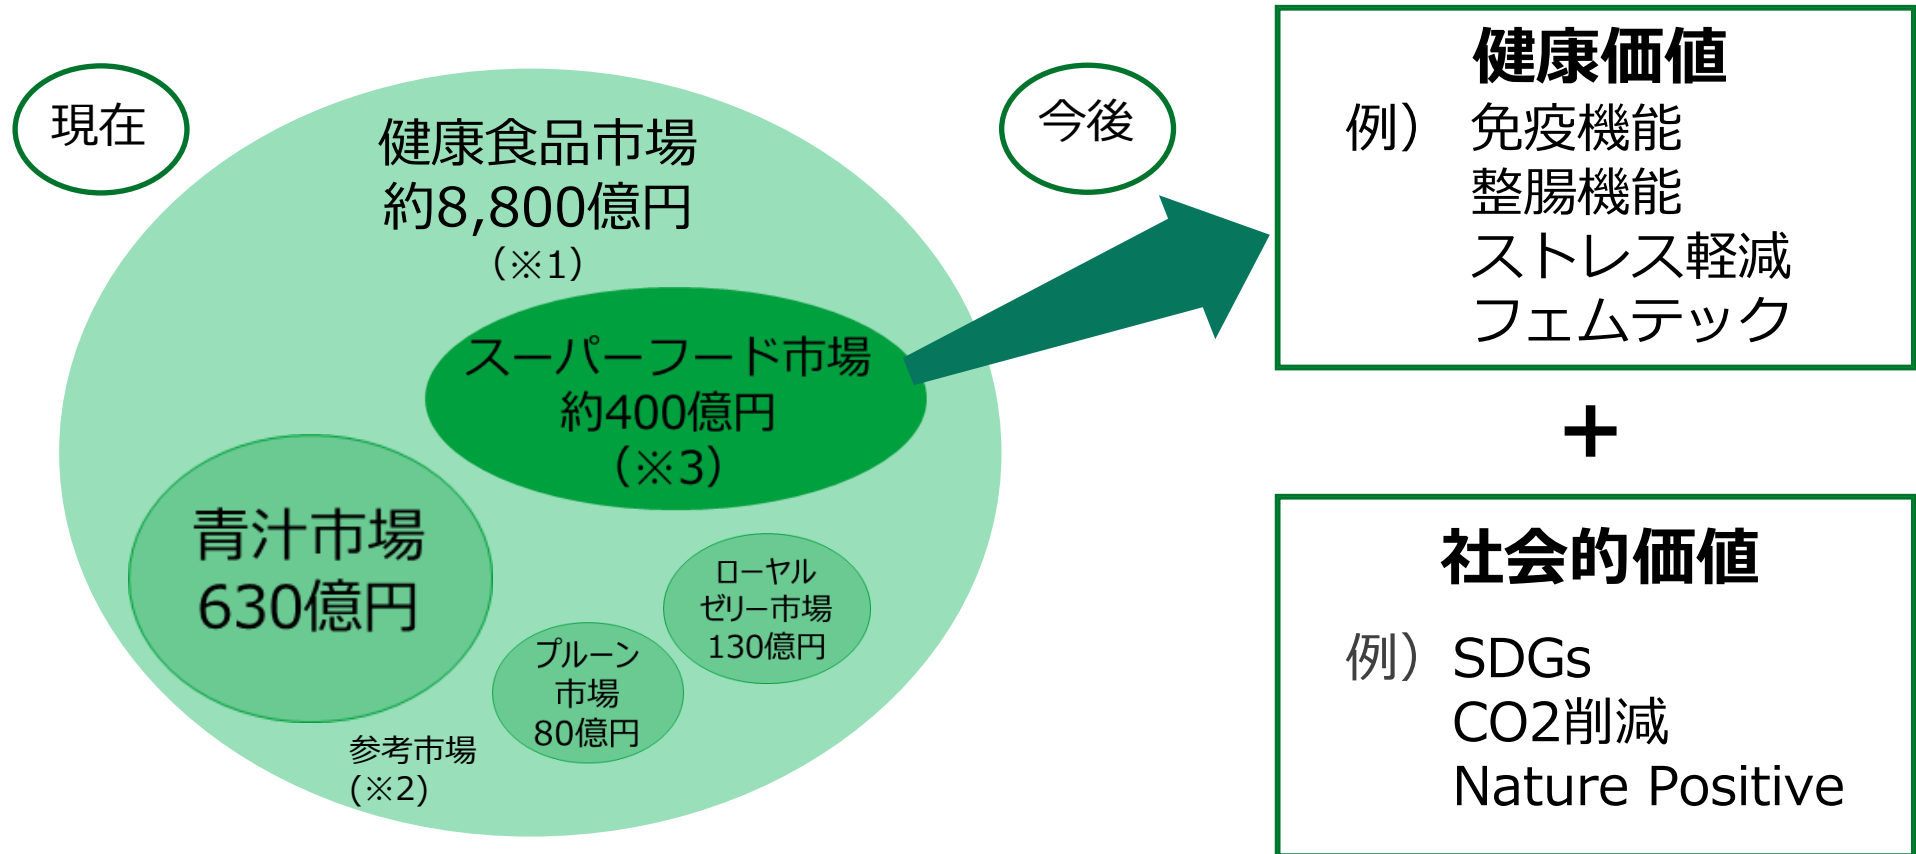 現在
健康食品市場
約8,800億円
（※1）
スーパーフード市場
約400億円
（※3）
青汁市場
630億円
ローヤル
ゼリー市場
130億円
プルーン
市場
80億円
参考市場
(※2)
今後
健康価値
例） 免疫機能
整腸機能
ストレス軽減
フェムテック
+
社会的価値
例） SDGs
CO2削減
Nature Positive